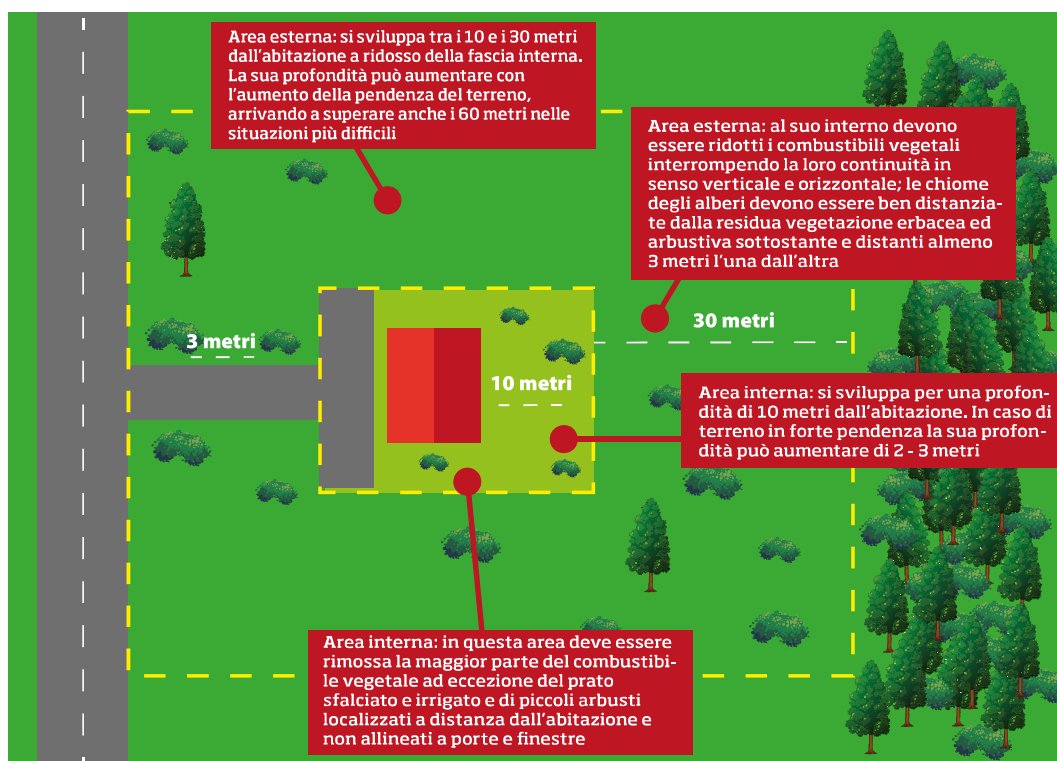 Area esterna: si sviluppa tra i 10 e i 30 metri
dall'abitazione a ridosso della fascia interna.
La sua profondità può aumentare con
l'aumento della pendenza del terreno,
arrivando a superare anche i 60 metri nelle
situazioni più difficili
Area esterna: al suo interno devono
essere ridotti i combustibili vegetali
interrompendo la loro continuità in
senso verticale e orizzontale; le chiome
degli alberi devono essere ben distanzia-
te dalla residua vegetazione erbacea ed
arbustiva sottostante e distanti almeno
3 metri l'una dall'altra
3 metri
30 metri
10 metri
Area interna: si sviluppa per una profon-
dità di 10 metri dall'abitazione. In caso di
terreno in forte pendenza la sua profon-
dità può aumentare di 2 - 3 metri
Area interna: in questa area deve essere
rimossa la maggior parte del combustibi-
le vegetale ad eccezione del prato
sfalciato e irrigato e di piccoli arbusti
localizzati a distanza dall'abitazione e
non allineati a porte e finestre